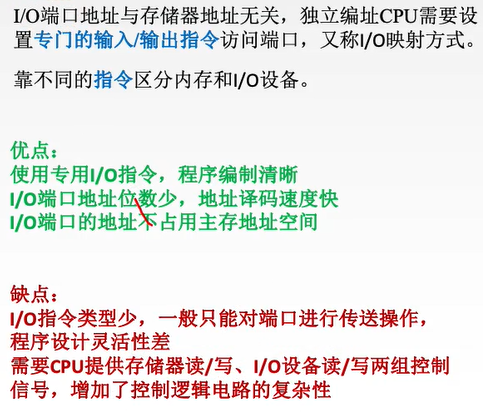 I/O端口地址与存储器地址无关，独立编址CPU需要设
置专门的输入/输出指令访问端口，又称I/O映射方式。
靠不同的指令区分内存和I/O设备。
优点：
使用专用I/O指令，程序编制清晰
I/O端口地址位数少，地址译码速度快
I/O端口的地址不占用主存地址空间
缺点：
I/O指令类型少，一般只能对端口进行传送操作，
程序设计灵活性差
需要CPU提供存储器读/写、I/O设备读/写两组控制
信号，增加了控制逻辑电路的复杂性